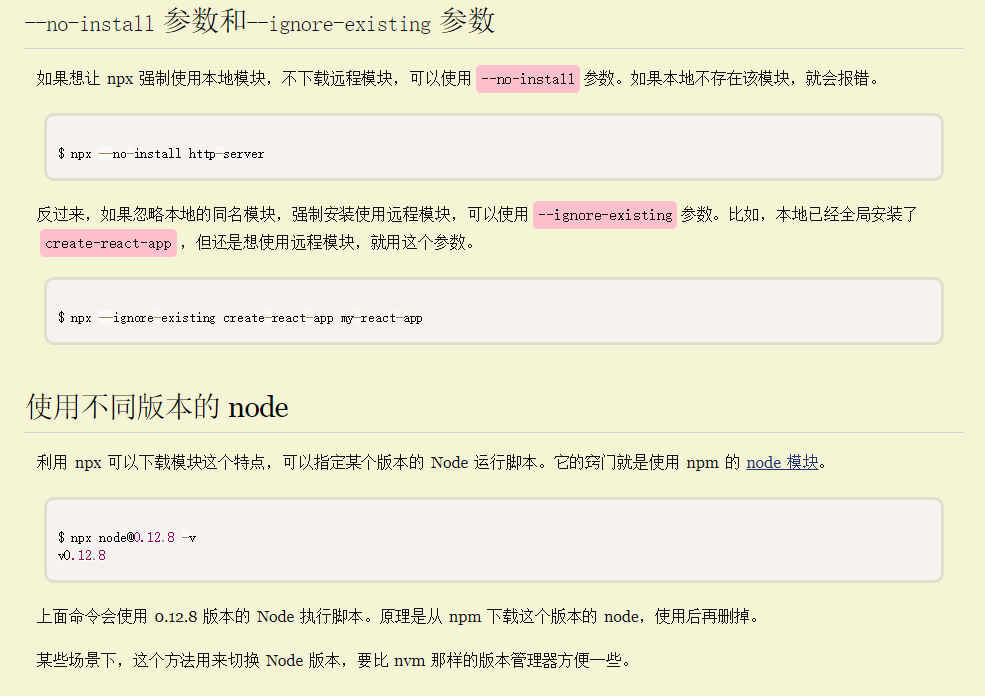 --no-install 参数和--ignore-existing 参数
如果想让 npx 强制使用本地模块，不下载远程模块，可以使用 --no-install 参数。如果本地不存在该模块，就会报错。
$ npx --no-install http-server
反过来，如果忽略本地的同名模块，强制安装使用远程模块，可以使用 --ignore-existing 参数。比如，本地已经全局安装了
create-react-app ，但还是想使用远程模块，就用这个参数。
$ npx --ignore-existing create-react-app my-react-app
使用不同版本的 node
利用 npx 可以下载模块这个特点，可以指定某个版本的 Node 运行脚本。它的窍门就是使用 npm 的 node 模块。
$ npx node@0.12.8 -v
v0.12.8
上面命令会使用 0.12.8 版本的 Node 执行脚本。原理是从 npm 下载这个版本的 node，使用后再删掉。
某些场景下，这个方法用来切换 Node 版本，要比 nvm 那样的版本管理器方便一些。